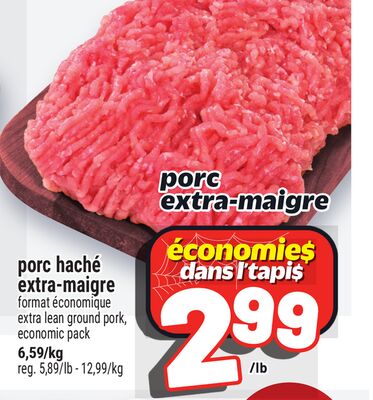 porc
extra-maigre
économie$
dans l'tapi$
2,99
/lb
porc haché
extra-maigre
format économique
extra lean ground pork,
economic pack
6,59/kg
reg. 5,89/lb - 12,99/kg